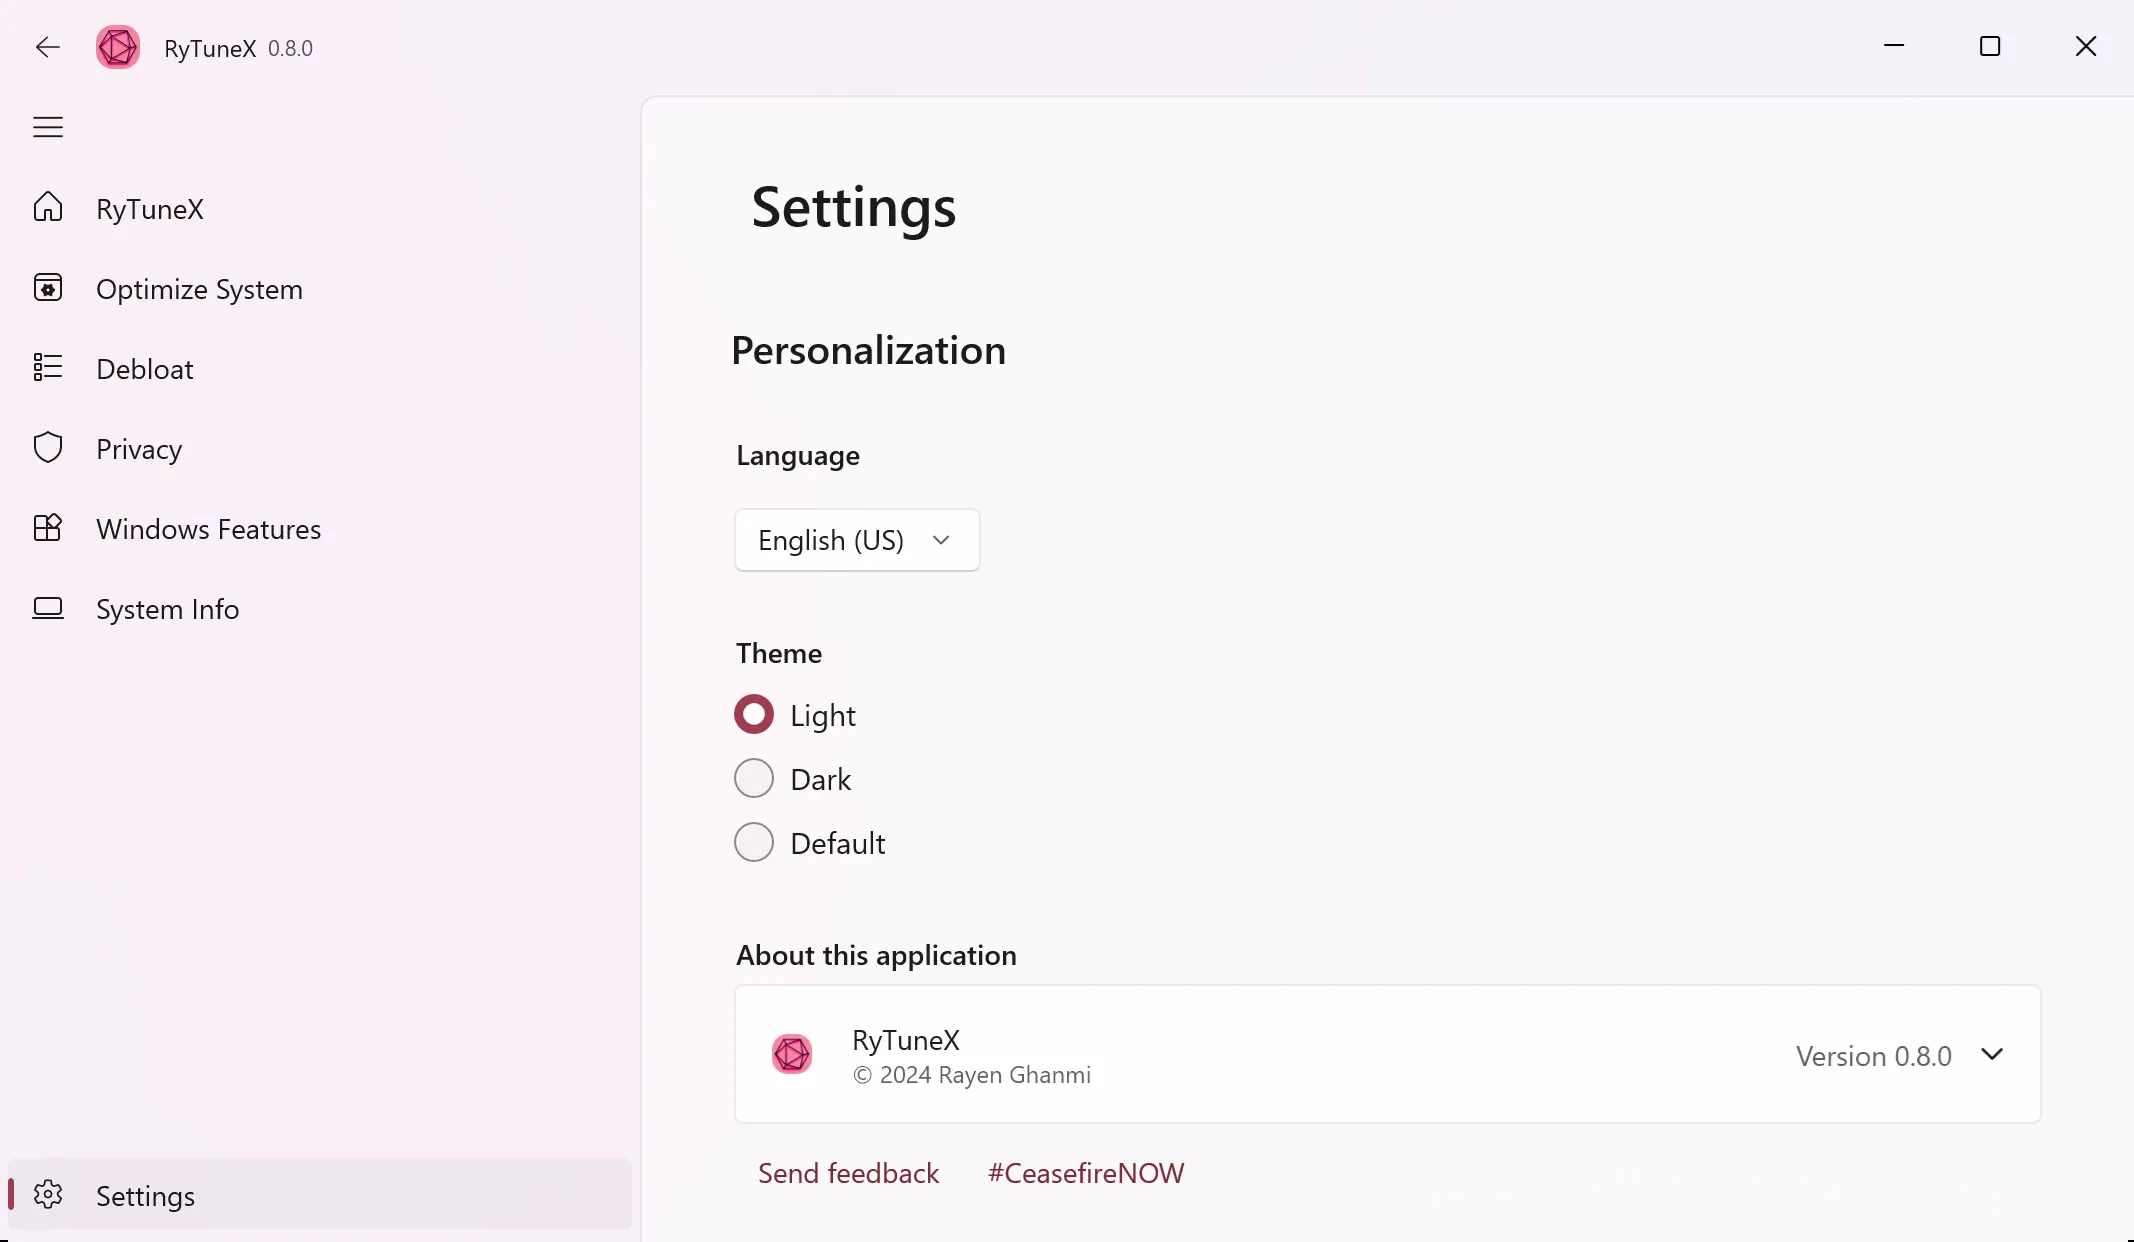 RyTuneX 0.8.0
RyTuneX
Optimize System
Debloat
Privacy
Windows Features
System Info
Settings
Settings
Personalization
Language
English (US)
Theme
Light
Dark
Default
About this application
RyTuneX
© 2024 Rayen Ghanmi
Version 0.8.0
Send feedback #CeasefireNOW